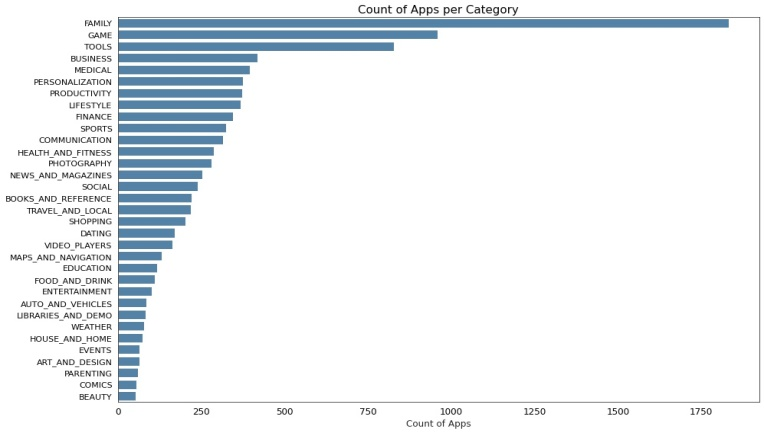 Count of Apps per Category
FAMILY
GAME
TOOLS
BUSINESS
MEDICAL
PERSONALIZATION
PRODUCTIVITY
LIFESTYLE
FINANCE
SPORTS
COMMUNICATION
HEALTH_AND_FITNESS
PHOTOGRAPHY
NEWS_AND_MAGAZINES
SOCIAL
BOOKS_AND_REFERENCE
TRAVEL_AND_LOCAL
SHOPPING
DATING
VIDEO_PLAYERS
MAPS_AND_NAVIGATION
EDUCATION
FOOD_AND_DRINK
ENTERTAINMENT
AUTO_AND_VEHICLES
LIBRARIES_AND_DEMO
WEATHER
HOUSE_AND_HOME
EVENTS
ART_AND_DESIGN
PARENTING
COMICS
BEAUTY
0 250 500 750 1000 1250 1500 1750
Count of Apps